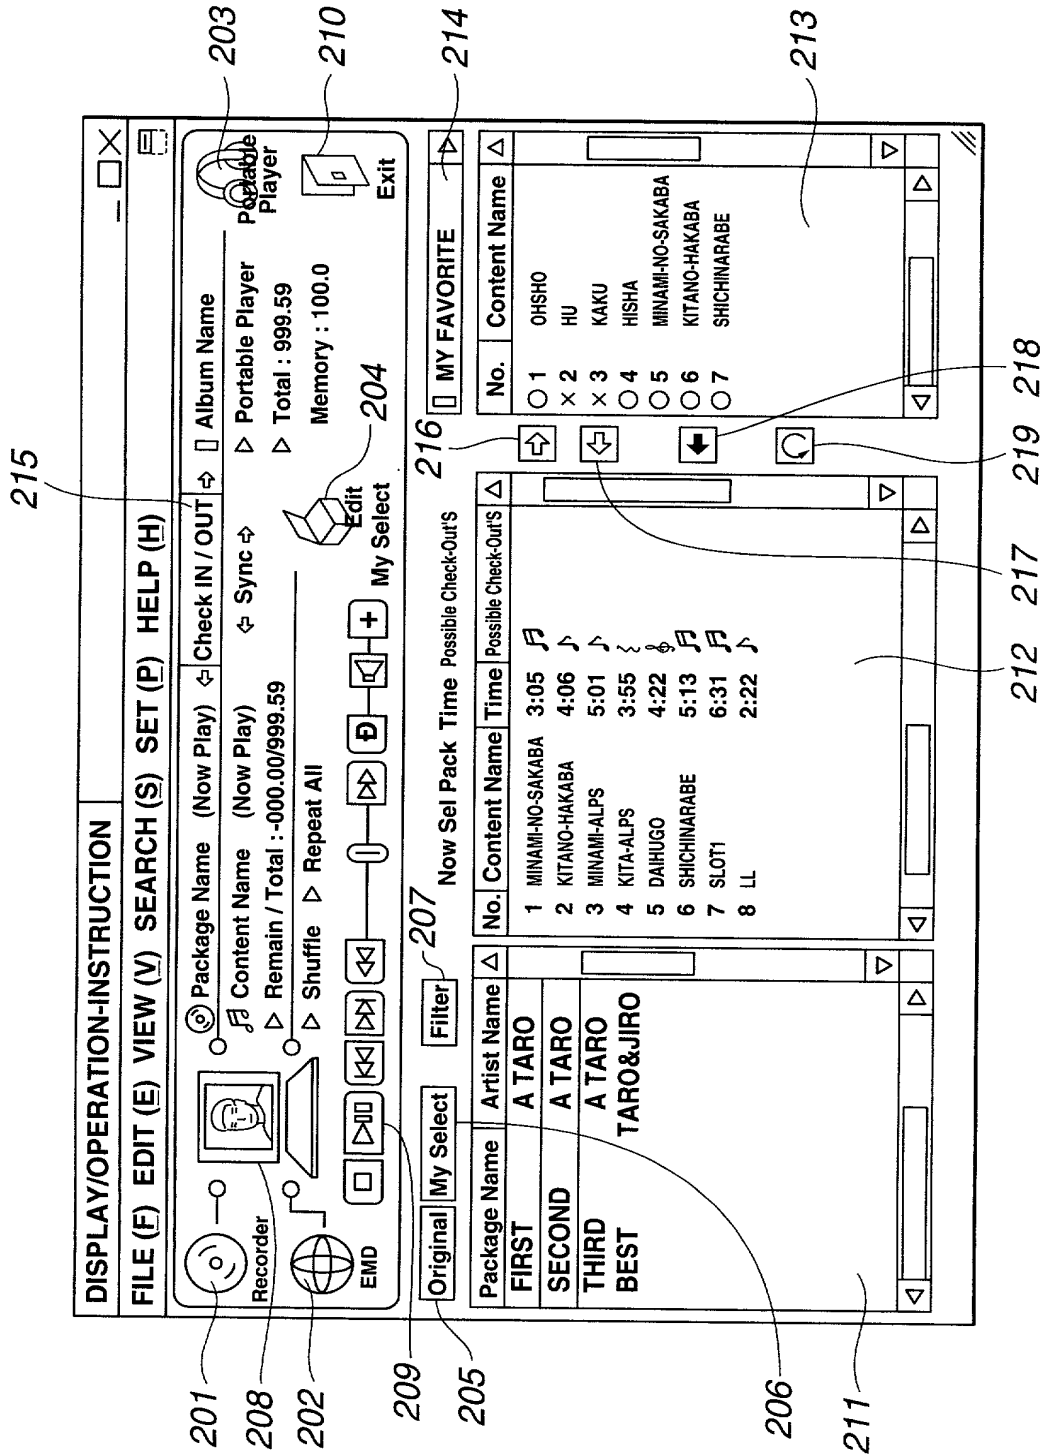 DISPLAY/OPERATION-INSTRUCTION
FILE (F) EDIT (E) VIEW (V) SEARCH (S) SET (P) HELP (H)
215
201
Recorder
208
202
EMD
Package Name (Now Play)
Content Name (Now Play)
Remain / Total : -000.00/999.59
Shuffle Repeat All
Check IN / OUT
Sync
Album Name
Portable Player
Total : 999.59
Memory : 100.0
Portable
Player
203
210
Exit
204
Edit
My Select
209
205
Original
My Select
206
Filter
207
Now Sel Pack Time Possible Check-Out'S
216
MY FAVORITE
214
Package Name Artist Name
FIRST A TARO
SECOND A TARO
THIRD A TARO
BEST TARO&JIRO
211
No. Content Name Time Possible Check-Out'S
1 MINAMI-NO-SAKABA 3:05
2 KITANO-HAKABA 4:06
3 MINAMI-ALPS 5:01
4 KITA-ALPS 3:55
5 DAIHUGO 4:22
6 SHICHINARABE 5:13
7 SLOT1 6:31
8 LL 2:22
212
217
219
218
No. Content Name
○ 1 OHSHO
× 2 HU
× 3 KAKU
○ 4 HISHA
○ 5 MINAMI-NO-SAKABA
○ 6 KITANO-HAKABA
○ 7 SHICHINARABE
213